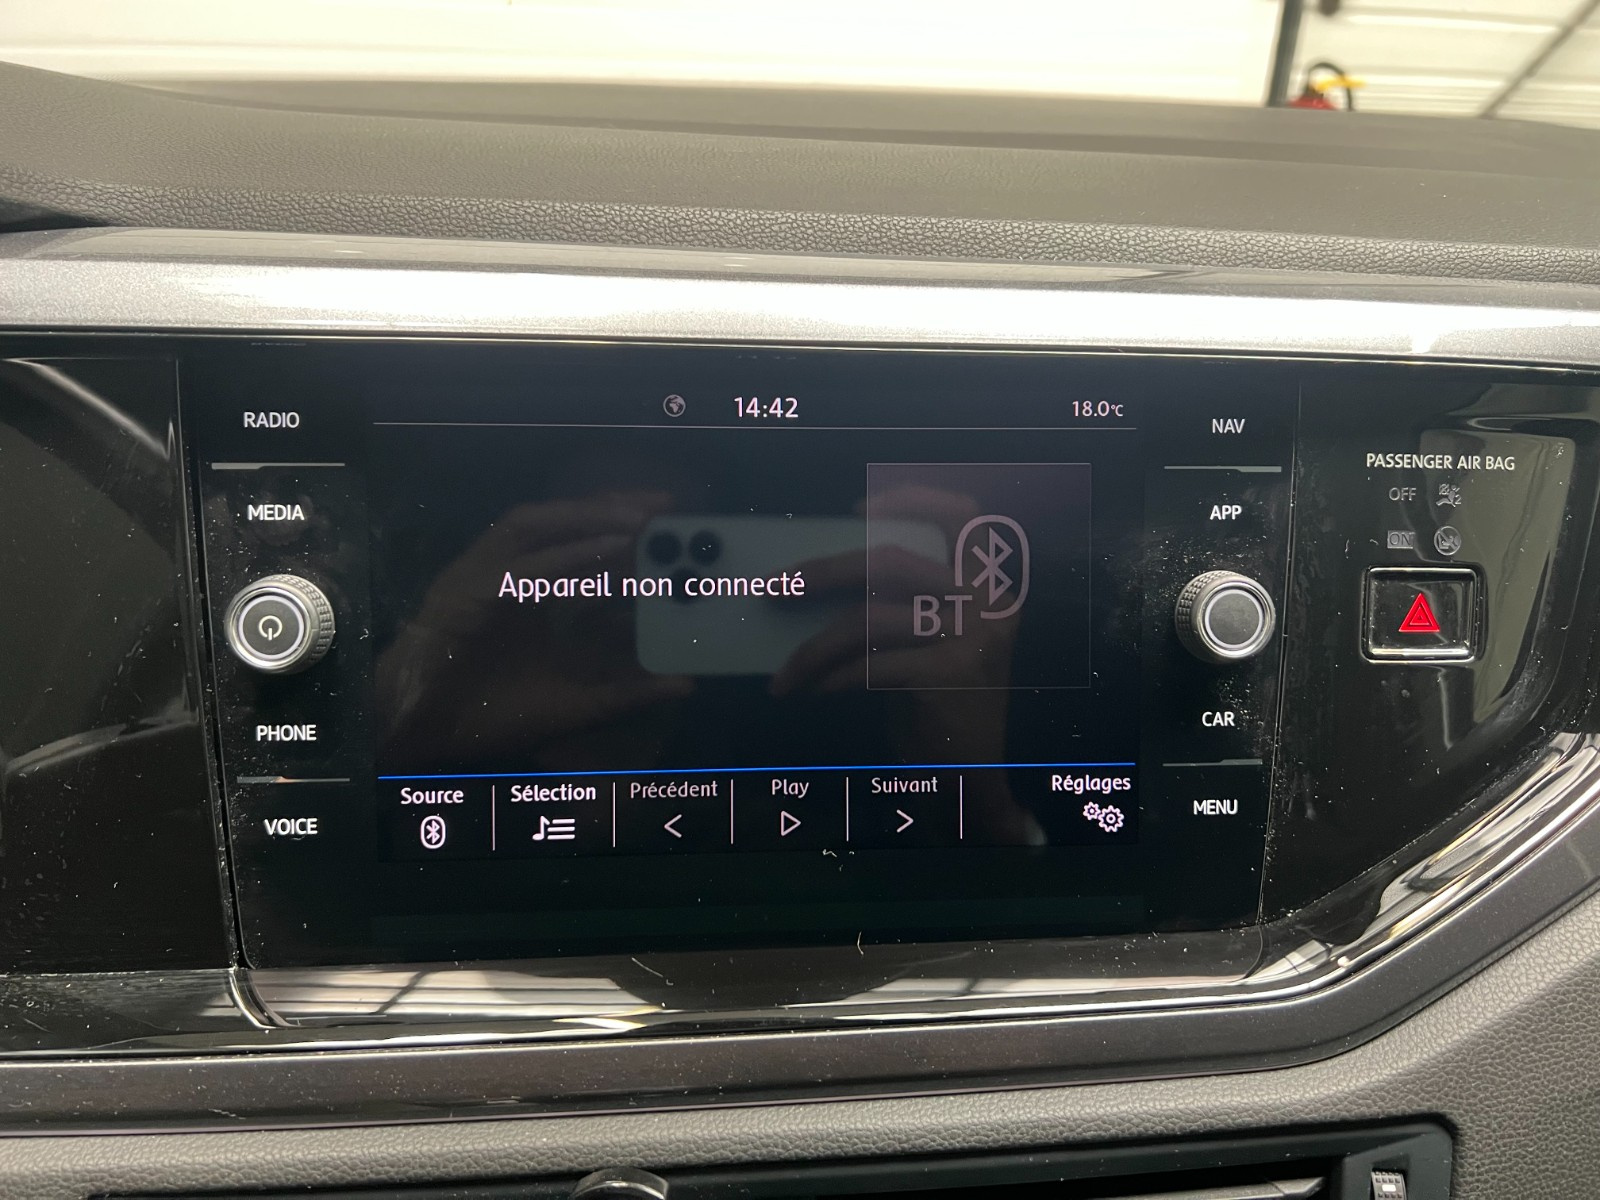 14:42
18.0°C
RADIO
MEDIA
PHONE
VOICE
Appareil non connecté
BT
Source
Sélection
Précédent
Play
Suivant
Réglages
NAV
APP
CAR
MENU
PASSENGER AIR BAG
OFF
ON